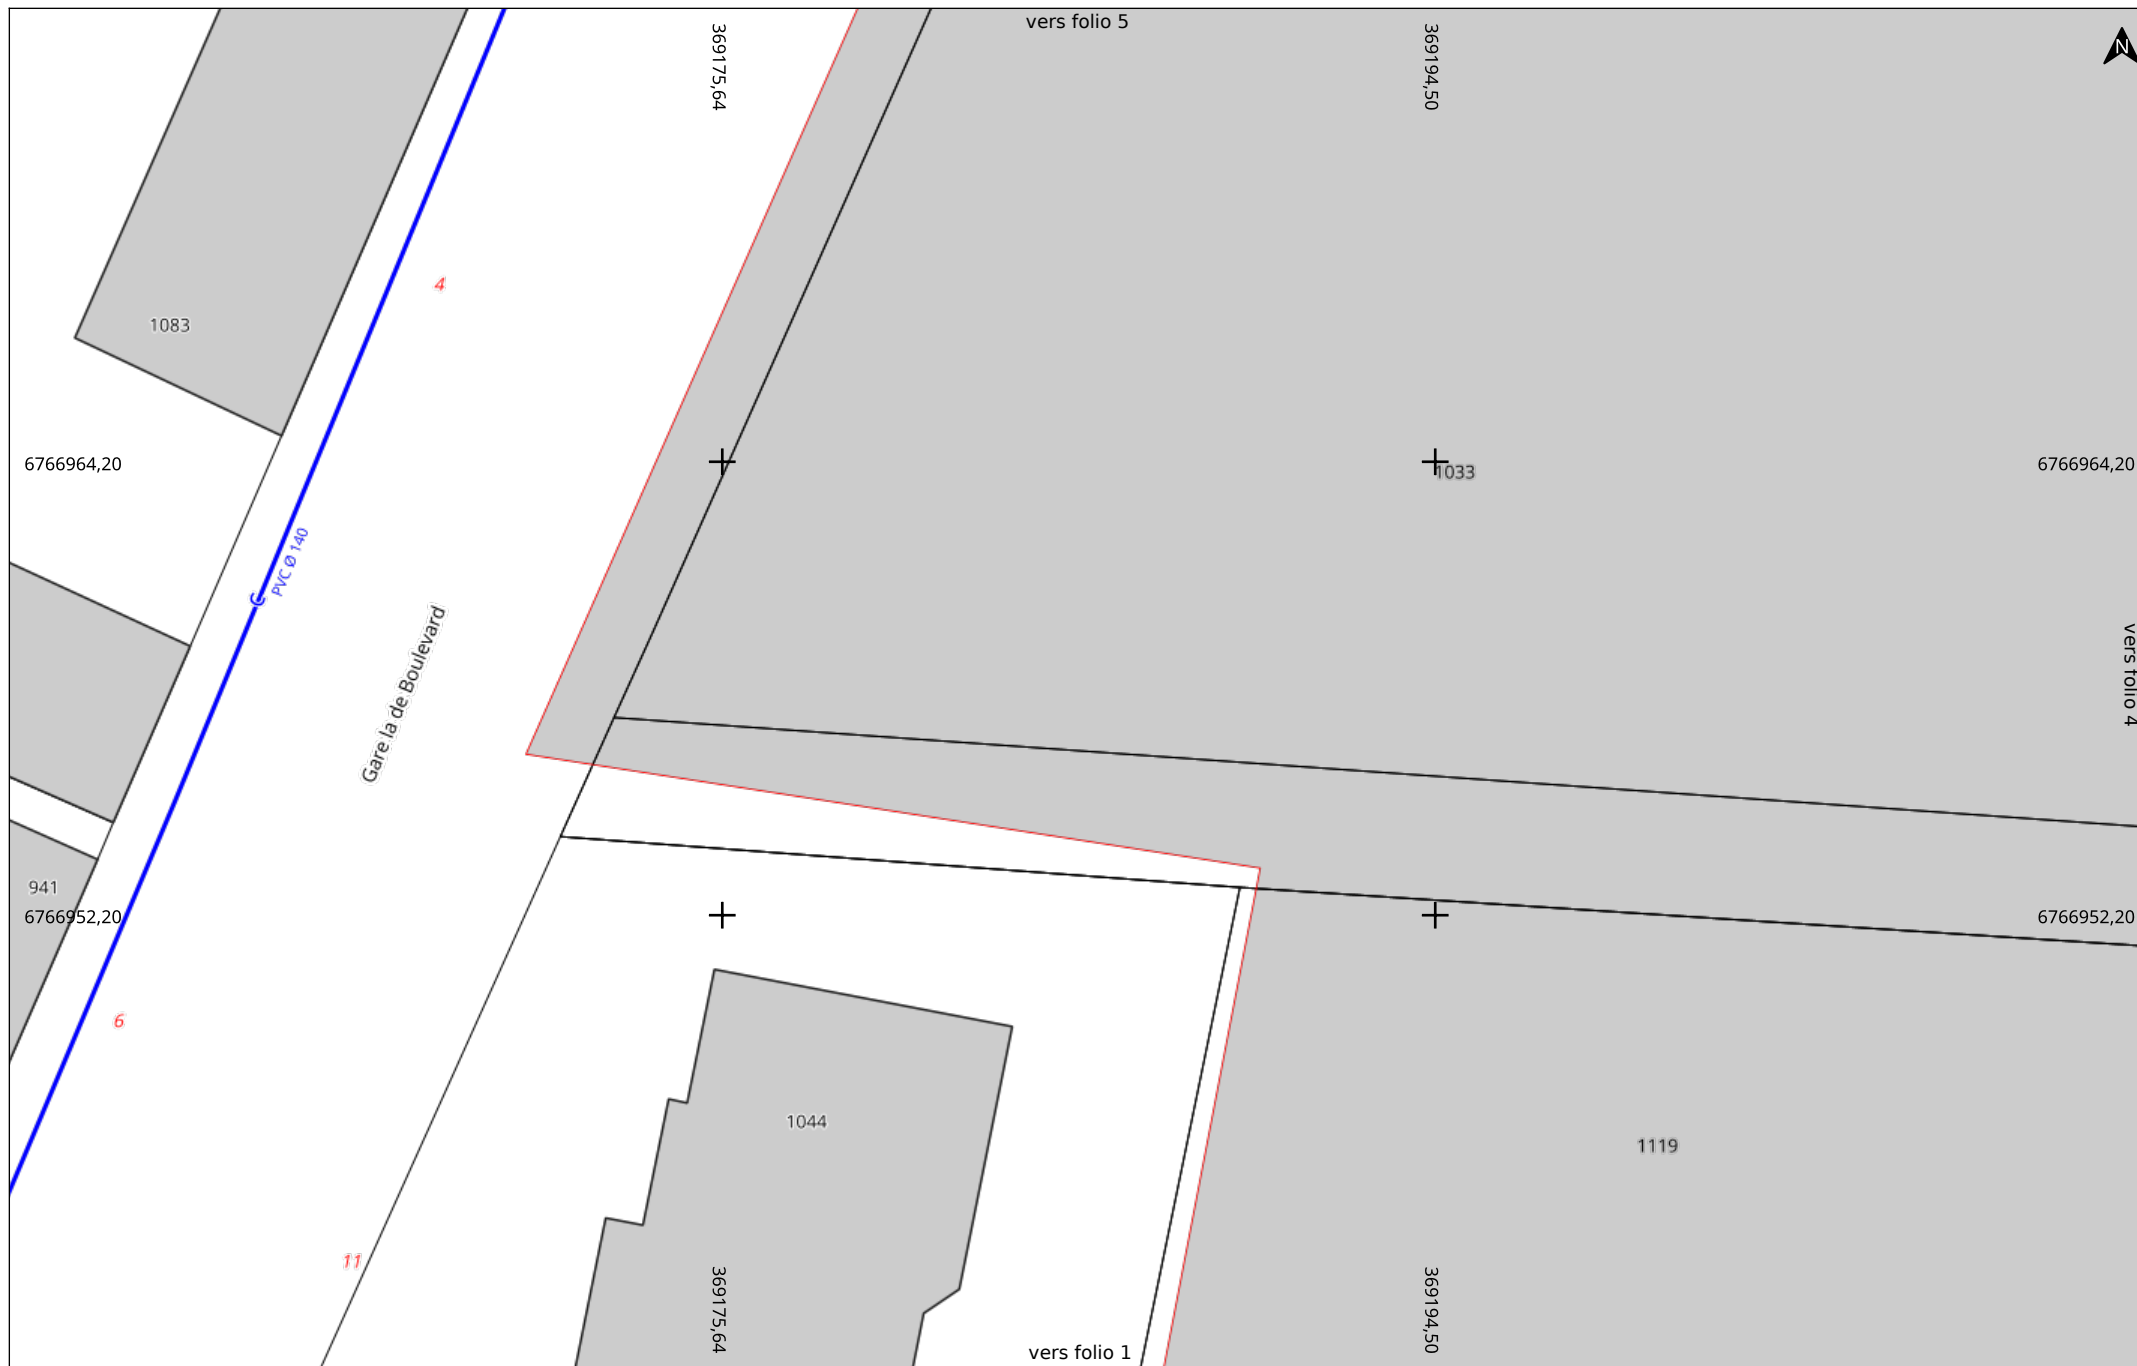 vers folio 5
369175,64
369194,50
N
4
1083
6766964,20
1033
6766964,20
PVC Ø 140
Gare la de Boulevard
vers folio 4
941
6766952,20
6766952,20
6
1044
1119
11
369175,64
369194,50
vers folio 1